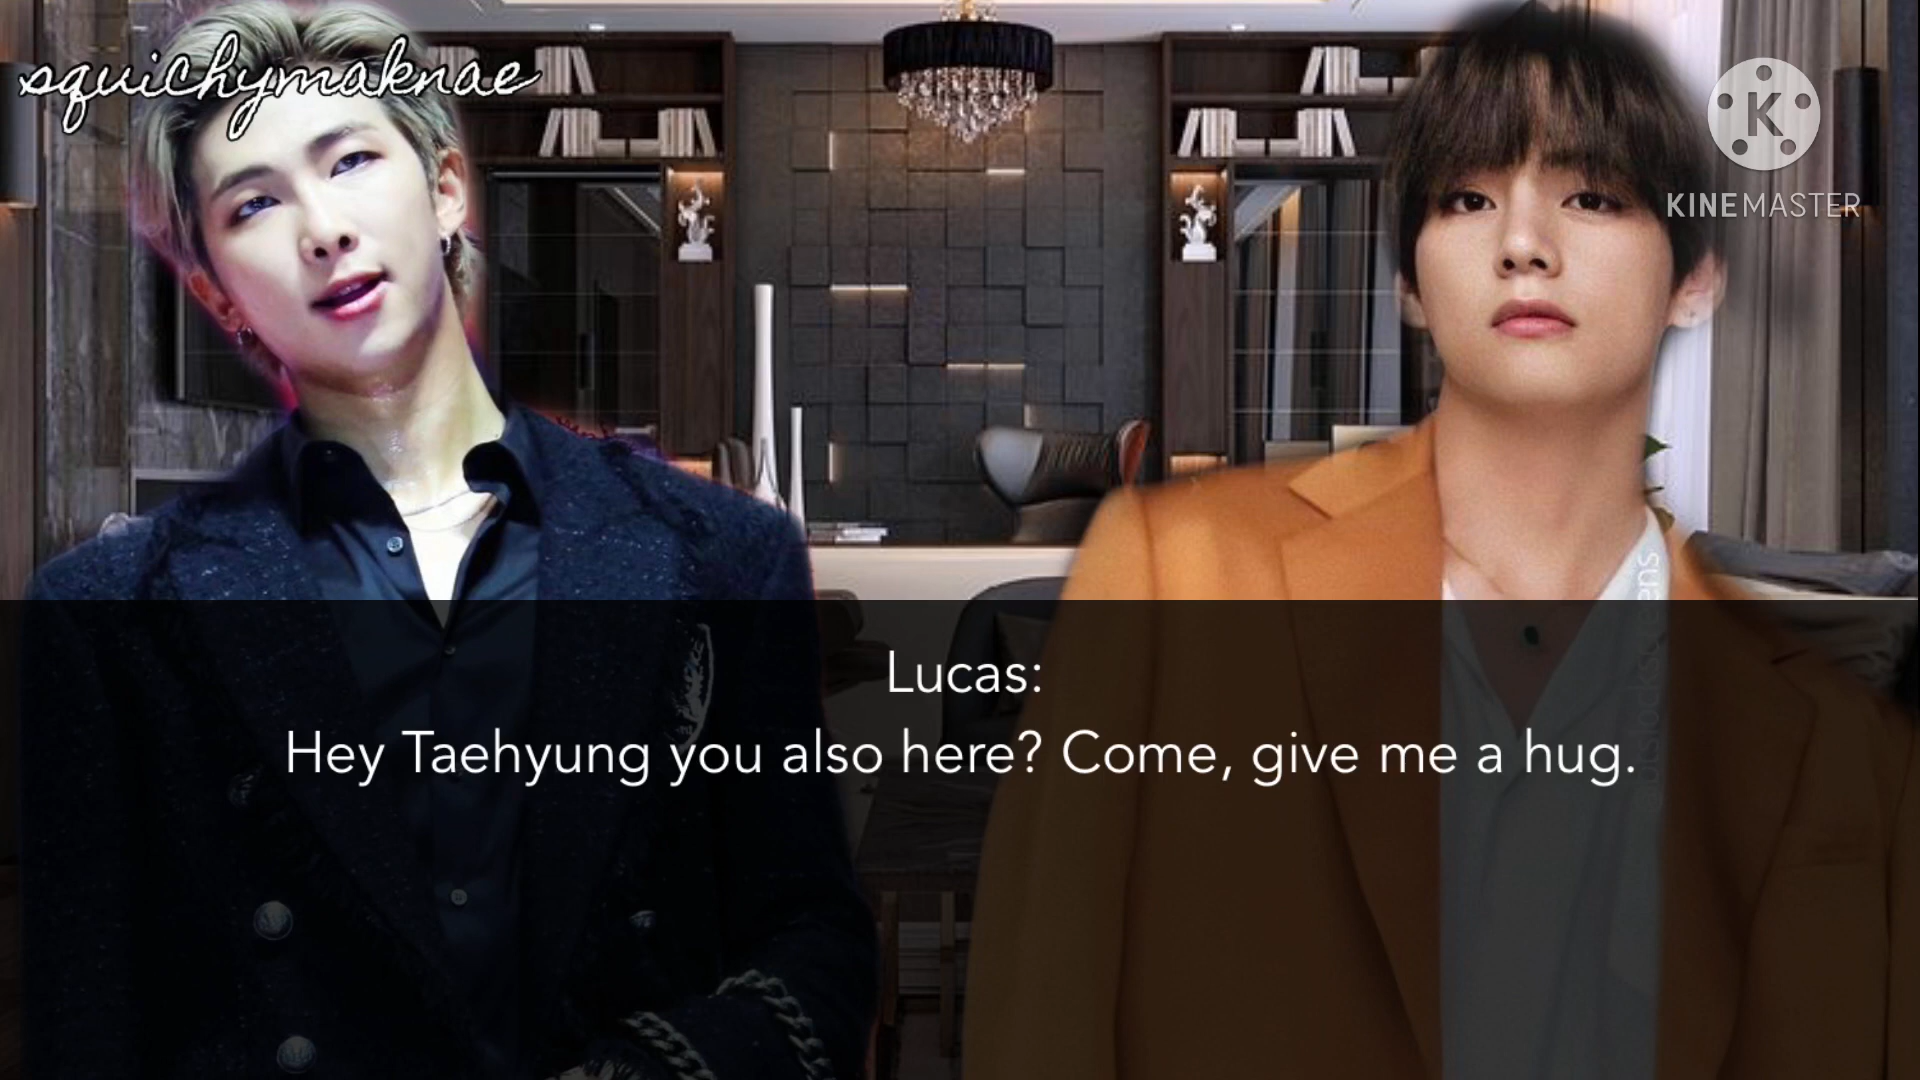 squichymaknae
K
KINEMASTER
Lucas:
Hey Taehyung you also here? Come, give me a hug.